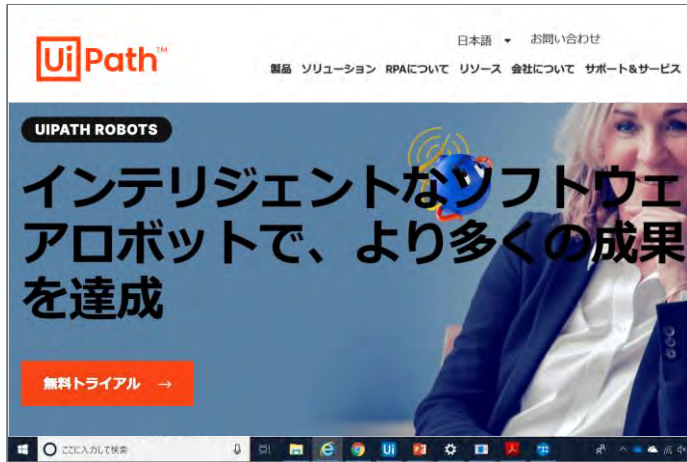 UiPath™
日本語 お問い合わせ
製品 ソリューション RPAについて リソース 会社について サポート&サービス
UIPATH ROBOTS
インテリジェントなソフトウェ
アロボットで、より多くの成果
を達成
無料トライアル →
ここに入力して検索
Ui